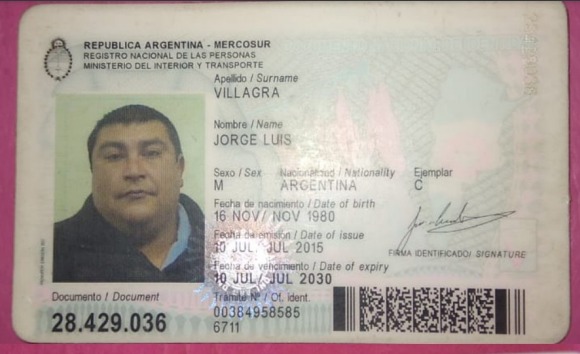 REPUBLICA ARGENTINA - MERCOSUR
REGISTRO NACIONAL DE LAS PERSONAS
MINISTERIO DEL INTERIOR Y TRANSPORTE
Apellido / Surname
VILLAGRA
Nombre / Name
JORGE LUIS
Sexo / Sex Nacionalidad / Nationality Ejemplar
M ARGENTINA C
Fecha de nacimiento / Date of birth
16 NOV/ NOV 1980
Fecha de emisión / Date of issue
10 JUL/ JUL 2015
FIRMA IDENTIFICADO/ SIGNATURE
Fecha de vencimiento / Date of expiry
10 JUL/ JUL 2030
Documento / Document
Tramite Nº / Of. ident.
28.429.036
00384958585
6711